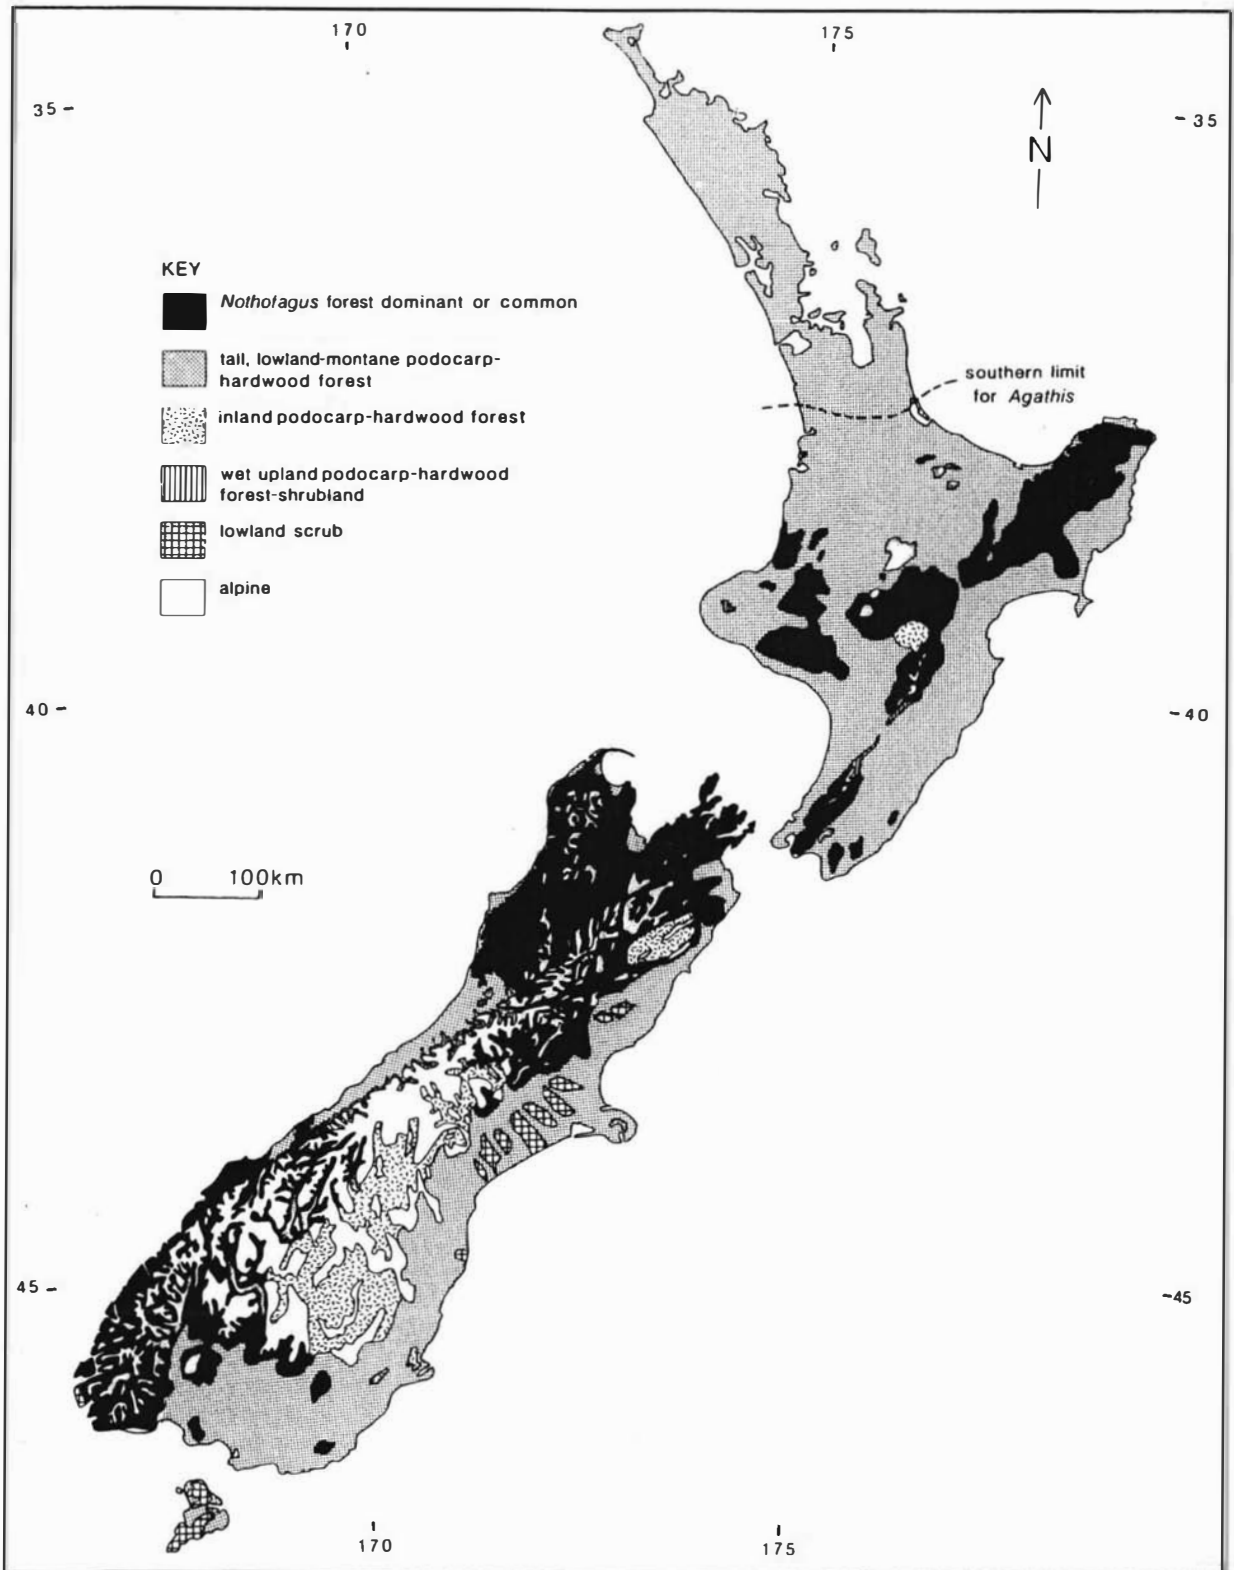 170
175
35
35
N
KEY
Nothofagus forest dominant or common
tall, lowland-montane podocarp-
hardwood forest
inland podocarp-hardwood forest
wet upland podocarp-hardwood
forest-shrubland
lowland scrub
alpine
southern limit
for Agathis
40
40
0 100km
45
45
170
175